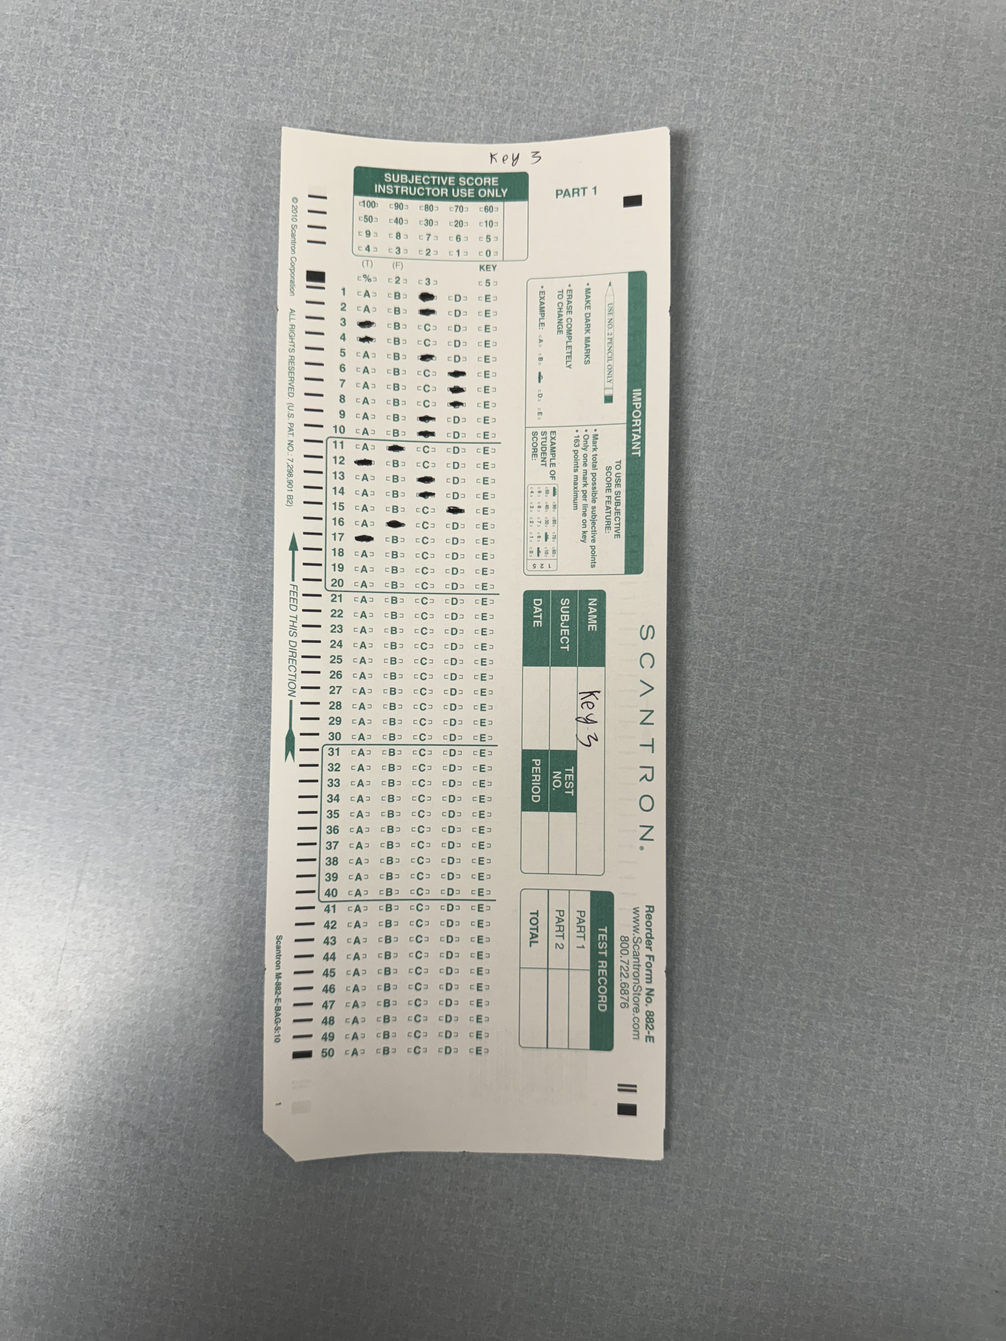 Key 3
SUBJECTIVE SCORE
INSTRUCTOR USE ONLY
PART 1
100 90 80 70 60
50 40 30 20 10
9 8 7 6 5
4 3 2 1 0
(T) (F) KEY
% 2 3 5
1 A B D E
2 A B D E
3 B C D E
4 B C D E
5 A B D E
6 A B C E
7 A B C E
8 A B C E
9 A B D E
10 A B D E
11 A C D E
12 B C D E
13 A B D E
14 A B D E
15 A B C E
16 A C D E
17 B C D E
18 A B C D E
19 A B C D E
20 A B C D E
21 A B C D E
22 A B C D E
23 A B C D E
24 A B C D E
25 A B C D E
26 A B C D E
27 A B C D E
28 A B C D E
29 A B C D E
30 A B C D E
31 A B C D E
32 A B C D E
33 A B C D E
34 A B C D E
35 A B C D E
36 A B C D E
37 A B C D E
38 A B C D E
39 A B C D E
40 A B C D E
41 A B C D E
42 A B C D E
43 A B C D E
44 A B C D E
45 A B C D E
46 A B C D E
47 A B C D E
48 A B C D E
49 A B C D E
50 A B C D E
IMPORTANT
USE NO. 2 PENCIL ONLY
• MAKE DARK MARKS
• ERASE COMPLETELY
TO CHANGE
• EXAMPLE: A B D E
TO USE SUBJECTIVE
SCORE FEATURE:
• Mark total possible subjective points
• Only one mark per line on key
• 163 points maximum
EXAMPLE OF
STUDENT
SCORE:
NAME Key 3
SUBJECT TEST NO.
DATE PERIOD
SCANTRON®
Reorder Form No. 882-E
www.ScantronStore.com
800.722.6876
TEST RECORD
PART 1
PART 2
TOTAL
© 2010 Scantron Corporation ALL RIGHTS RESERVED. (U.S. PAT. NO.: 7,298,901 B2)
FEED THIS DIRECTION
Scantron M-882-E-BAG-5:10
1